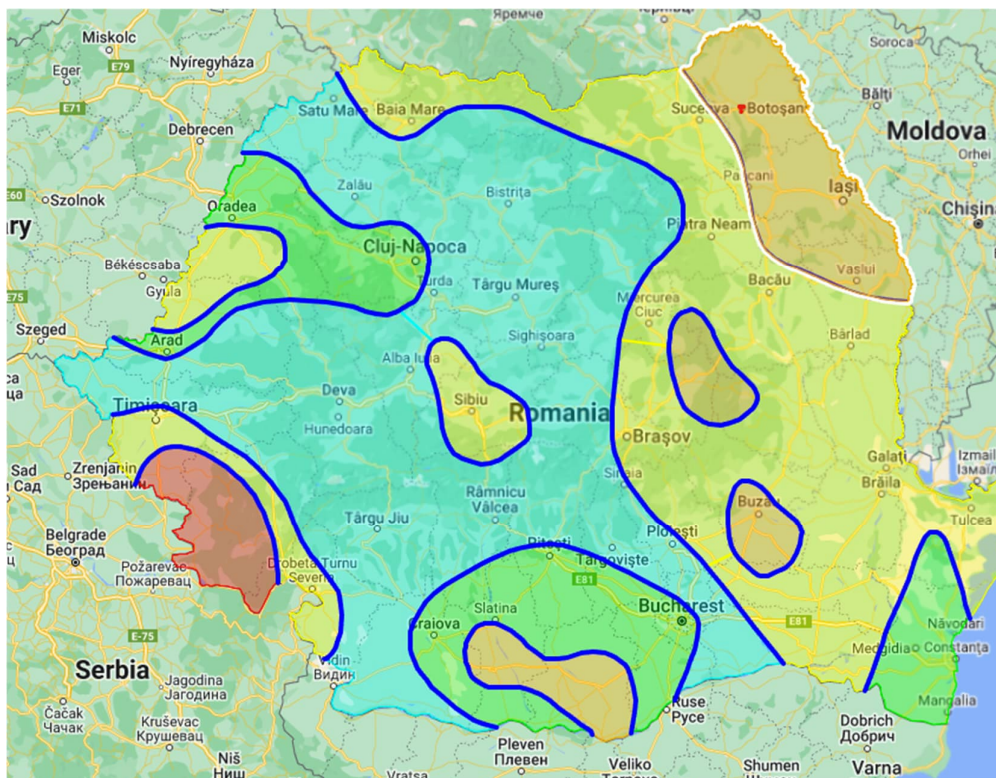 Яремче
Miskolc
Soroca
Nyíregyháza
Eger
E79
E71
Satu Mare
Baia Mare
Suceava
Botoșan
Bălți
Debrecen
Moldova
Orhei
Zalău
Bistrița
Pașcani
Iași
E60
Szolnok
Oradea
Chișin
ary
Piatra Neam
Cluj-Napoca
Békéscsaba
Turda
Târgu Mureș
Bacău
Vaslui
Gyula
E75
Miercurea
Ciuc
Szeged
Arad
Sighișoara
Bârlad
Alba Iulia
Deva
Sibiu
Romania
Timișoara
Hunedoara
Brașov
Galați
Izmail
Ізмаїл
Sad
и Сад
Zrenjanin
Зрењанин
Sinaia
Brăila
Râmnicu
Vâlcea
Buzău
Tulcea
Târgu Jiu
Ploiești
Belgrade
Београд
Pitești
Târgoviște
Požarevac
Пожаревац
Drobeta Turnu
Severin
E81
Slatina
Bucharest
Craiova
E81
Năvodari
E-75
Medgidia
Constanța
Serbia
Vidin
Видин
Jagodina
Јагодина
Mangalia
Ruse
Русе
Čačak
Чачак
Kruševac
Крушевац
Dobrich
Добрич
Niš
Ниш
Pleven
Плевен
Veliko
Shumen
Varna
Vratsa